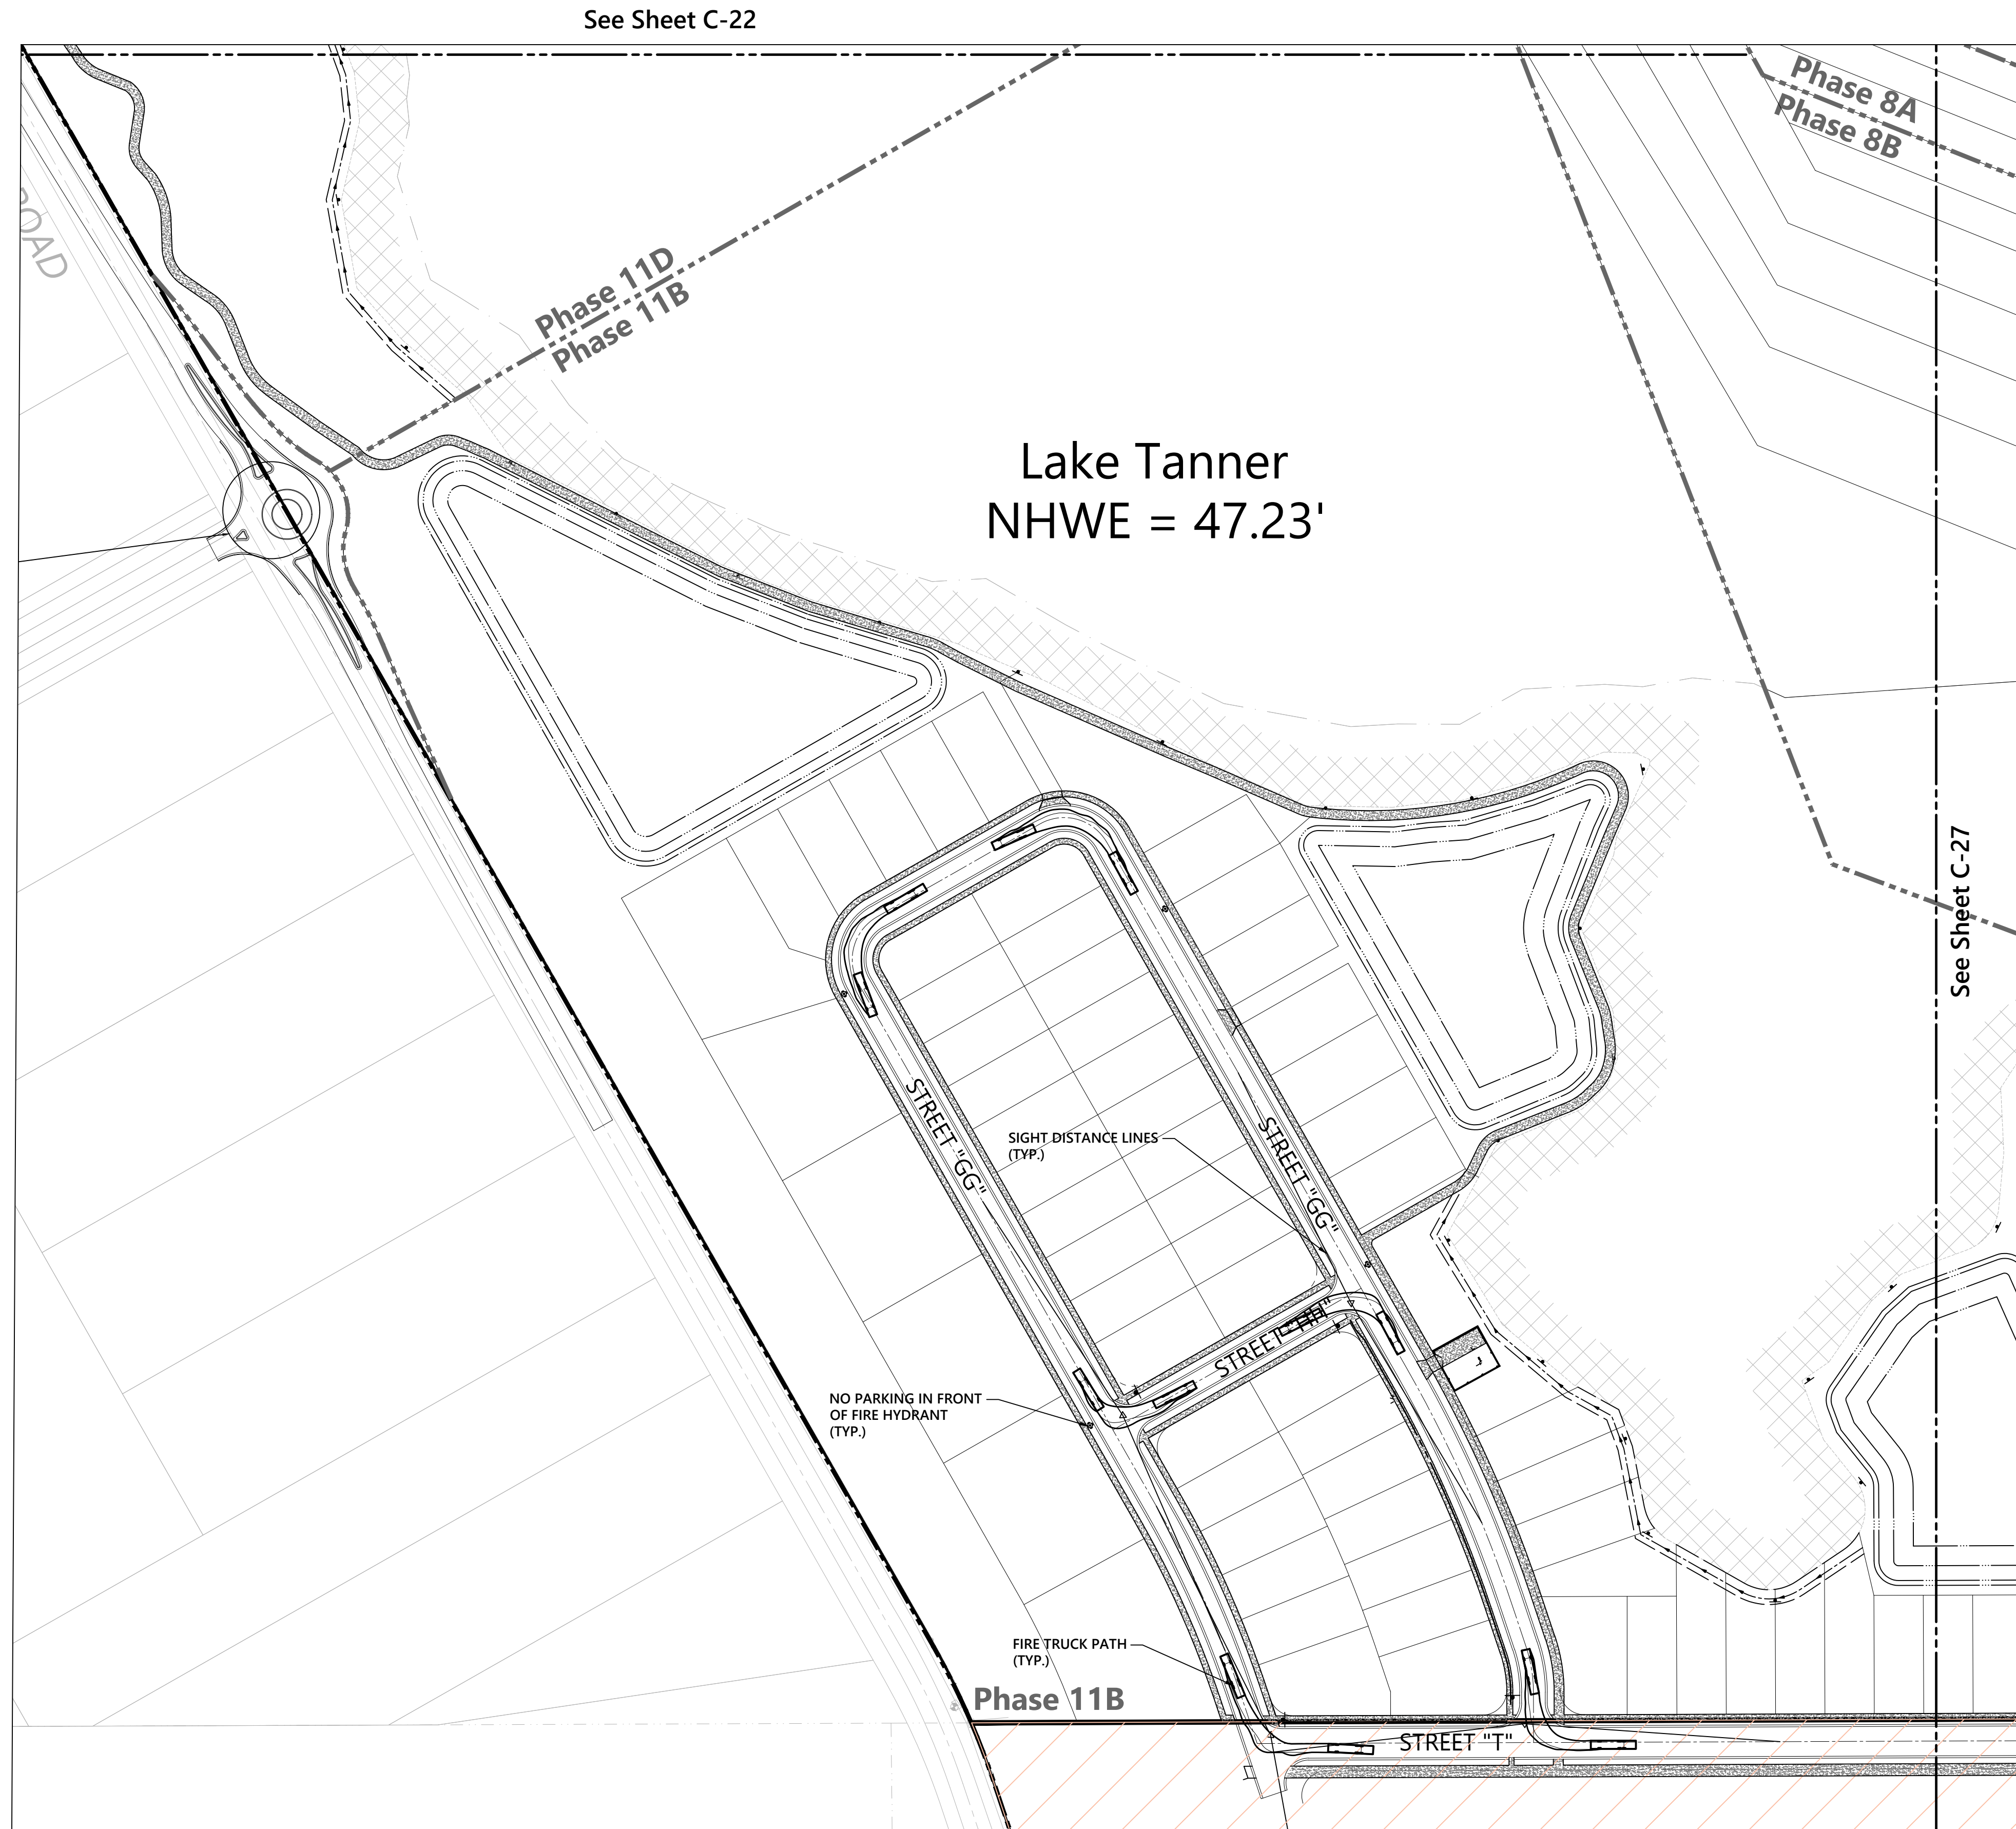 See Sheet C-22
Phase 8A
Phase 8B
ROAD
Phase 11D
Phase 11B
Lake Tanner
NHWE = 47.23'
See Sheet C-27
STREET "GG"
SIGHT DISTANCE LINES
(TYP.)
STREET "GG"
STREET "HH"
NO PARKING IN FRONT
OF FIRE HYDRANT
(TYP.)
FIRE TRUCK PATH
(TYP.)
Phase 11B
STREET "T"